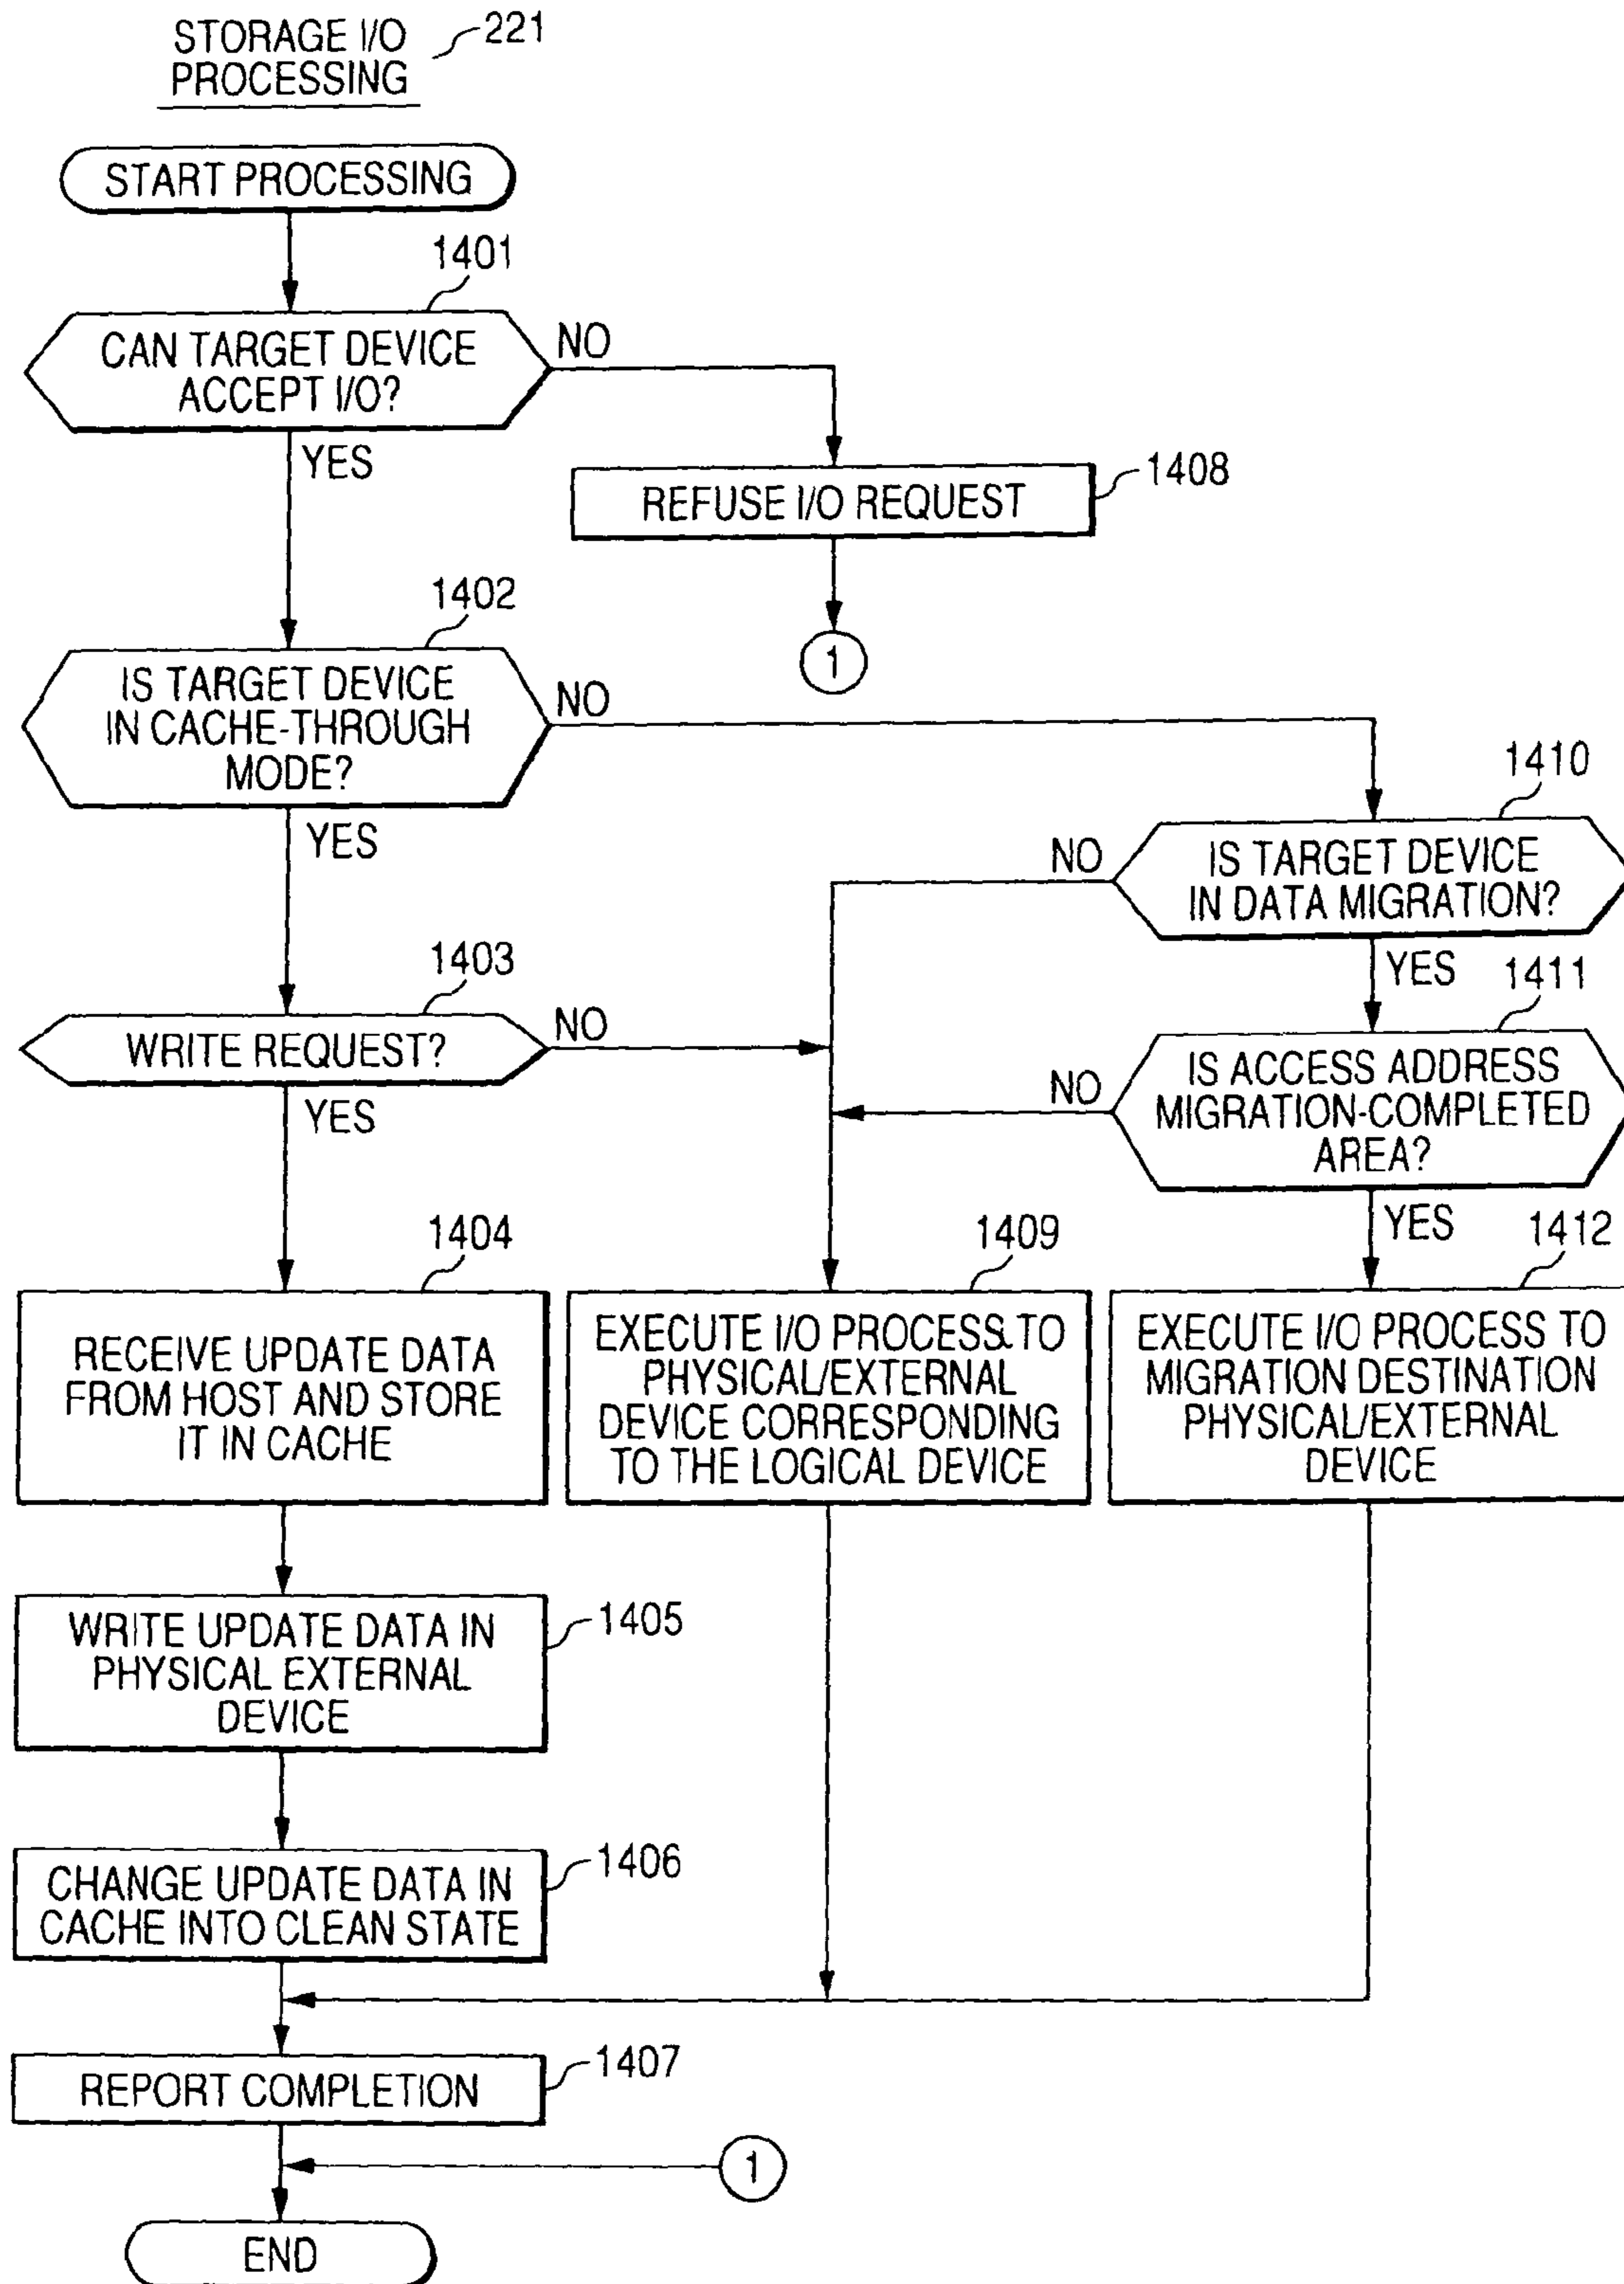 STORAGE I/O
PROCESSING
221
START PROCESSING
1401
CAN TARGET DEVICE
ACCEPT I/O?
NO
YES
REFUSE I/O REQUEST
1408
1
1402
IS TARGET DEVICE
IN CACHE-THROUGH
MODE?
NO
YES
1410
IS TARGET DEVICE
IN DATA MIGRATION?
NO
YES
1403
WRITE REQUEST?
NO
YES
1411
IS ACCESS ADDRESS
MIGRATION-COMPLETED
AREA?
NO
YES
1404
RECEIVE UPDATE DATA
FROM HOST AND STORE
IT IN CACHE
1409
EXECUTE I/O PROCESS TO
PHYSICAL/EXTERNAL
DEVICE CORRESPONDING
TO THE LOGICAL DEVICE
1412
EXECUTE I/O PROCESS TO
MIGRATION DESTINATION
PHYSICAL/EXTERNAL
DEVICE
WRITE UPDATE DATA IN
PHYSICAL EXTERNAL
DEVICE
1405
CHANGE UPDATE DATA IN
CACHE INTO CLEAN STATE
1406
REPORT COMPLETION
1407
1
END